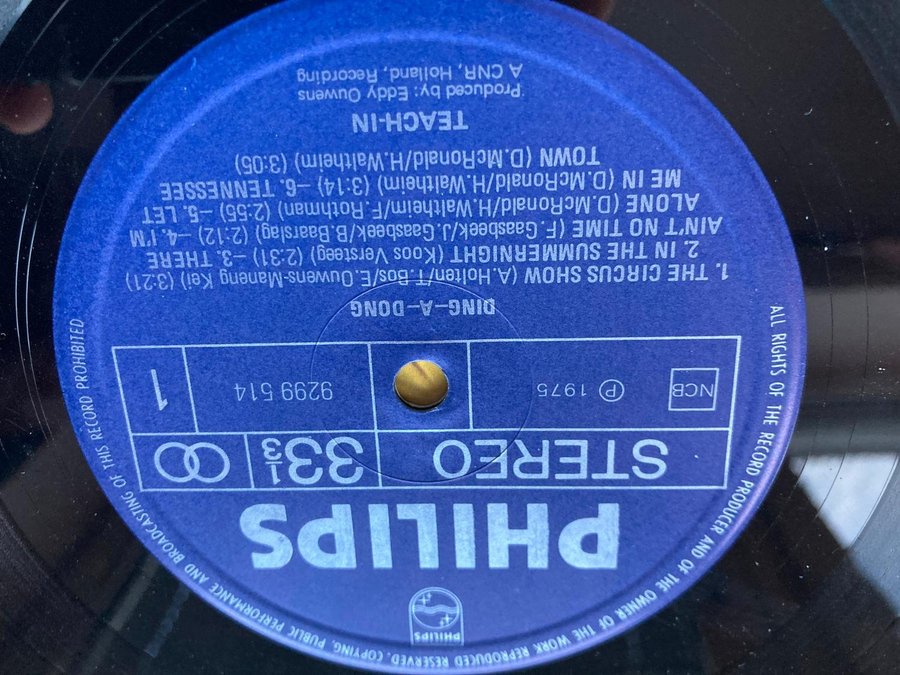 PHILIPS
PHILIPS
STEREO 33⅓
NCB ℗ 1975 9299 514 1
DING-A-DONG
1. THE CIRCUS SHOW (A.Holten/T.Bos/E.Ouwens-Maneng Kei) (3:21)
2. IN THE SUMMERNIGHT (Koos Versteeg) (2:31) –3. THERE
AIN'T NO TIME (F.Gaasbeek/J.Gaasbeek/B.Baarslag) (2:12) –4. I'M
ALONE (D.McRonald/H.Waltheim/F.Rothman) (2:55) –5. LET
ME IN (D.McRonald/H.Waltheim) (3:14) –6. TENNESSEE
TOWN (D.McRonald/H.Waltheim) (3:05)
TEACH-IN
Produced by: Eddy Ouwens
A CNR, Holland, Recording
ALL RIGHTS OF THE RECORD PRODUCER AND OF THE OWNER OF THE WORK REPRODUCED RESERVED. COPYING, PUBLIC PERFORMANCE AND BROADCASTING OF THIS RECORD PROHIBITED